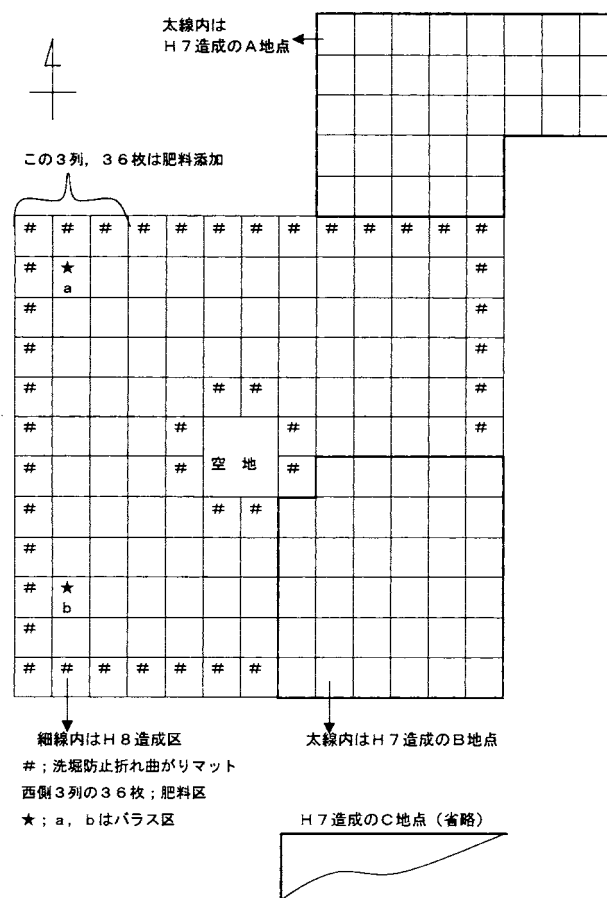 太線内は
Ｈ７造成のＡ地点
この３列，３６枚は肥料添加
# # # # # # # # # # # # #
# ★ #
a
# #
# #
# # # #
# # # #
# # 空 地 #
# # #
#
# ★
b
#
# # # # # # #
細線内はＨ８造成区
太線内はＨ７造成のＢ地点
#；洗堀防止折れ曲がりマット
西側３列の３６枚；肥料区
★；ａ，ｂはバラス区
Ｈ７造成のＣ地点（省略）